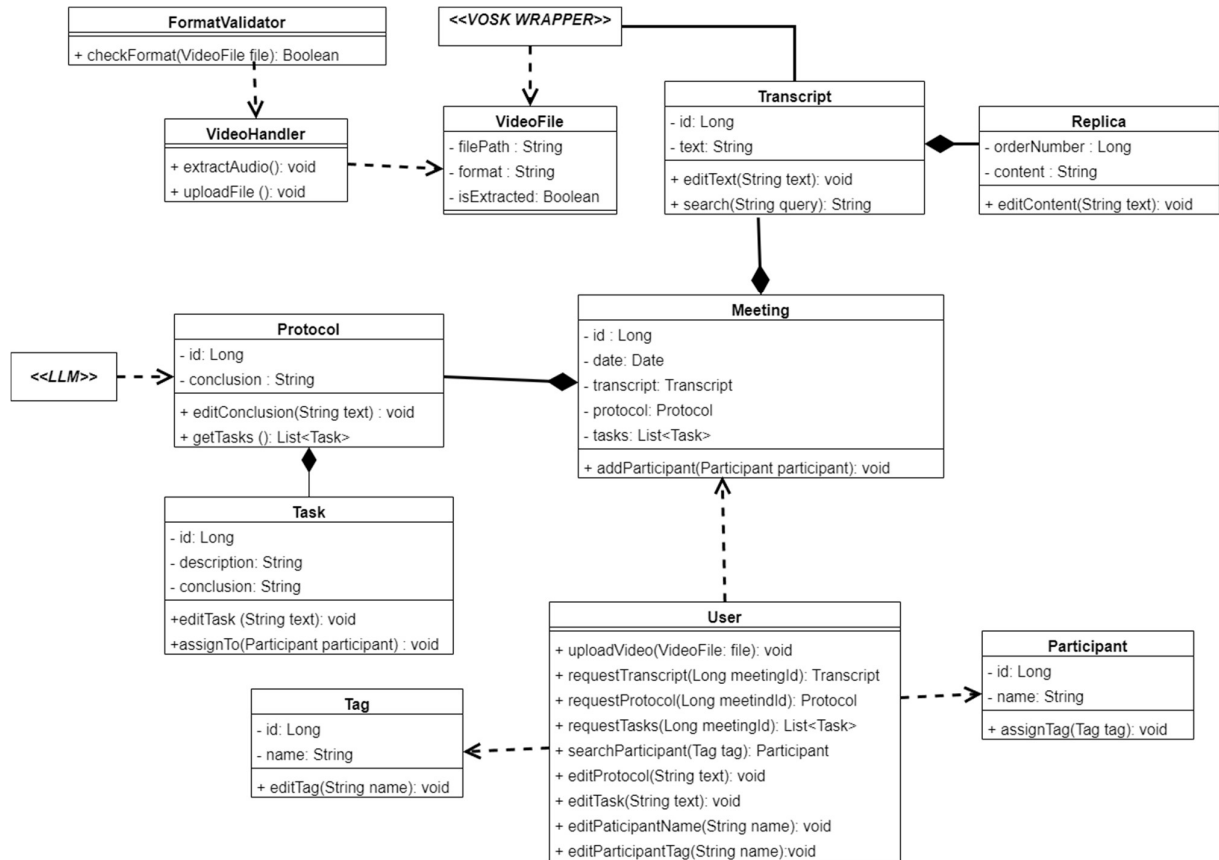 FormatValidator
+ checkFormat(VideoFile file): Boolean
<<VOSK WRAPPER>>
VideoHandler
+ extractAudio(): void
+ uploadFile (): void
VideoFile
- filePath : String
- format : String
- isExtracted: Boolean
Transcript
- id: Long
- text: String
+ editText(String text): void
+ search(String query): String
Replica
- orderNumber : Long
- content : String
+ editContent(String text): void
<<LLM>>
Protocol
- id: Long
- conclusion : String
+ editConclusion(String text) : void
+ getTasks (): List<Task>
Meeting
- id : Long
- date: Date
- transcript: Transcript
- protocol: Protocol
- tasks: List<Task>
+ addParticipant(Participant participant): void
Task
- id: Long
- description: String
- conclusion: String
+editTask (String text): void
+assignTo(Participant participant) : void
Tag
- id: Long
- name: String
+ editTag(String name): void
User
+ uploadVideo(VideoFile: file): void
+ requestTranscript(Long meetingId): Transcript
+ requestProtocol(Long meetindId): Protocol
+ requestTasks(Long meetingId): List<Task>
+ searchParticipant(Tag tag): Participant
+ editProtocol(String text): void
+ editTask(String text): void
+ editPaticipantName(String name): void
+ editParticipantTag(String name):void
Participant
- id: Long
- name: String
+ assignTag(Tag tag): void